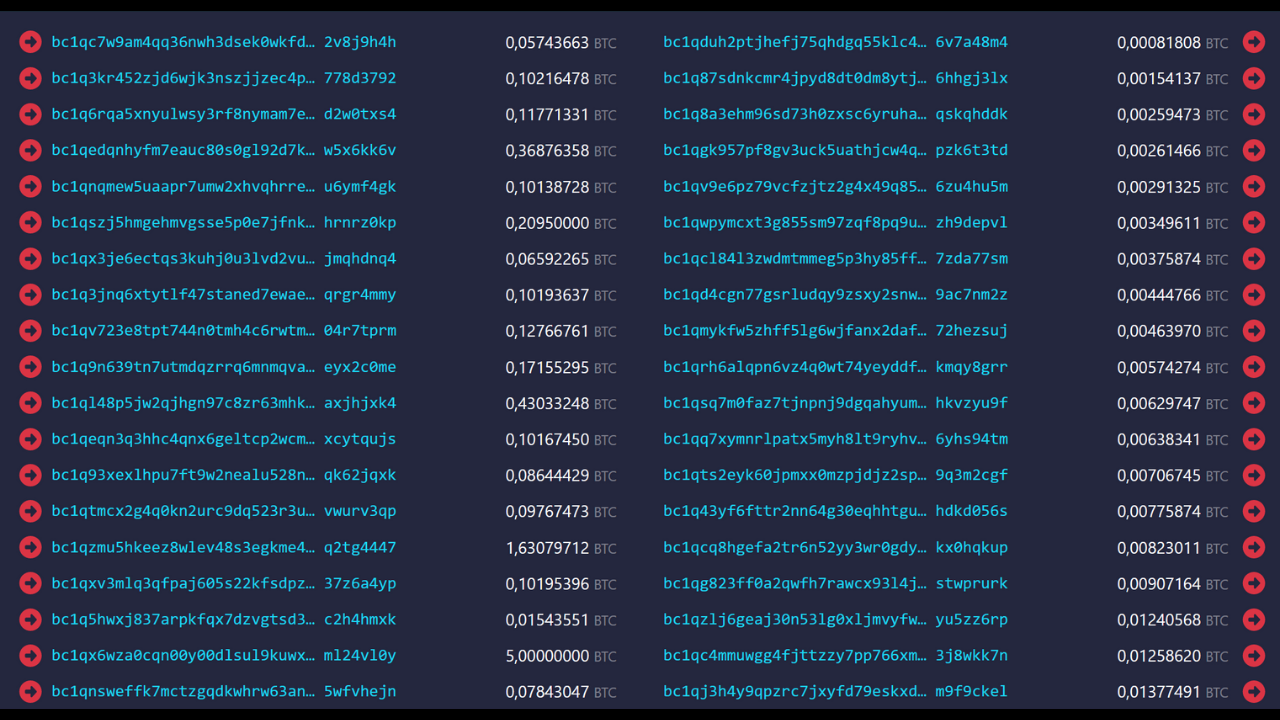 bc1qc7w9am4qq36nwh3dsek0wkfd… 2v8j9h4h 0,05743663 BTC bc1qduh2ptjhefj75qhdgq55klc4… 6v7a48m4 0,00081808 BTC
bc1q3kr452zjd6wjk3nszjjzec4p… 778d3792 0,10216478 BTC bc1q87sdnkcmr4jpyd8dt0dm8ytj… 6hhgj3lx 0,00154137 BTC
bc1q6rqa5xnyulwsy3rf8nymam7e… d2w0txs4 0,11771331 BTC bc1q8a3ehm96sd73h0zxsc6yruha… qskqhddk 0,00259473 BTC
bc1qedqnhyfm7eauc80s0gl92d7k… w5x6kk6v 0,36876358 BTC bc1qgk957pf8gv3uck5uathjcw4q… pzk6t3td 0,00261466 BTC
bc1qnqmew5uaapr7umw2xhvqhrre… u6ymf4gk 0,10138728 BTC bc1qv9e6pz79vcfzjtz2g4x49q85… 6zu4hu5m 0,00291325 BTC
bc1qszj5hmgehmvgsse5p0e7jfnk… hrnrz0kp 0,20950000 BTC bc1qwpymcxt3g855sm97zqf8pq9u… zh9depvl 0,00349611 BTC
bc1qx3je6ectqs3kuhj0u3lvd2vu… jmqhdnq4 0,06592265 BTC bc1qcl84l3zwdmtmmeg5p3hy85ff… 7zda77sm 0,00375874 BTC
bc1q3jnq6xtytlf47staned7ewae… qrgr4mmy 0,10193637 BTC bc1qd4cgn77gsrludqy9zsxy2snw… 9ac7nm2z 0,00444766 BTC
bc1qv723e8tpt744n0tmh4c6rwtm… 04r7tprm 0,12766761 BTC bc1qmykfw5zhff5lg6wjfanx2daf… 72hezsuj 0,00463970 BTC
bc1q9n639tn7utmdqzrrq6mnmqva… eyx2c0me 0,17155295 BTC bc1qrh6alqpn6vz4q0wt74yeyddf… kmqy8grr 0,00574274 BTC
bc1ql48p5jw2qjhgn97c8zr63mhk… axjhjxk4 0,43033248 BTC bc1qsq7m0faz7tjnpnj9dgqahyum… hkvzyu9f 0,00629747 BTC
bc1qeqn3q3hhc4qnx6geltcp2wcm… xcytqujs 0,10167450 BTC bc1qq7xymnrlpatx5myh8lt9ryhv… 6yhs94tm 0,00638341 BTC
bc1q93xexlhpu7ft9w2nealu528n… qk62jqxk 0,08644429 BTC bc1qts2eyk60jpmxx0mzpjdjz2sp… 9q3m2cgf 0,00706745 BTC
bc1qtmcx2g4q0kn2urc9dq523r3u… vwurv3qp 0,09767473 BTC bc1q43yf6fttr2nn64g30eqhhtgu… hdkd056s 0,00775874 BTC
bc1qzmu5hkeez8wlev48s3egkme4… q2tg4447 1,63079712 BTC bc1qcq8hgefa2tr6n52yy3wr0gdy… kx0hqkup 0,00823011 BTC
bc1qxv3mlq3qfpaj605s22kfsdpz… 37z6a4yp 0,10195396 BTC bc1qg823ff0a2qwfh7rawcx93l4j… stwprurk 0,00907164 BTC
bc1q5hwxj837arpkfqx7dzvgtsd3… c2h4hmxk 0,01543551 BTC bc1qzlj6geaj30n53lg0xljmvyfw… yu5zz6rp 0,01240568 BTC
bc1qx6wza0cqn00y00dlsul9kuwx… ml24vl0y 5,00000000 BTC bc1qc4mmuwgg4fjttzzy7pp766xm… 3j8wkk7n 0,01258620 BTC
bc1qnsweffk7mctzgqdkwhrw63an… 5wfvhejn 0,07843047 BTC bc1qj3h4y9qpzrc7jxyfd79eskxd… m9f9ckel 0,01377491 BTC